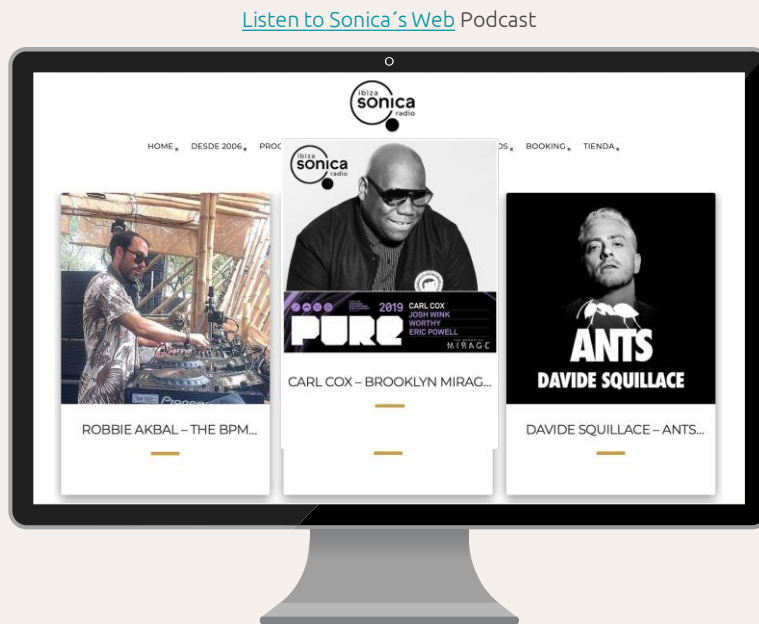 Listen to Sonica´s Web Podcast
ibiza
sonica
radio
HOME DESDE 2006 BOOKING TIENDA
ibiza
sonica
radio
2019 CARL COX
JOSH WINK
WORTHY
ERIC POWELL
PURE
MIRAGE
ANTS
DAVIDE SQUILLACE
CARL COX – BROOKLYN MIRAG...
ROBBIE AKBAL – THE BPM...
DAVIDE SQUILLACE – ANTS...